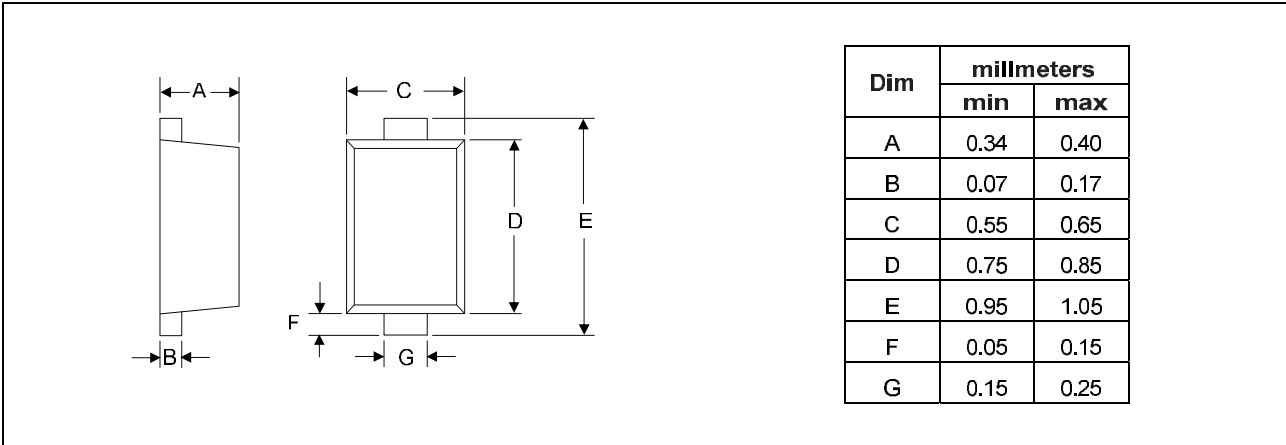 A
B
C
D
E
F
G
Dim millmeters
min max
A 0.34 0.40
B 0.07 0.17
C 0.55 0.65
D 0.75 0.85
E 0.95 1.05
F 0.05 0.15
G 0.15 0.25